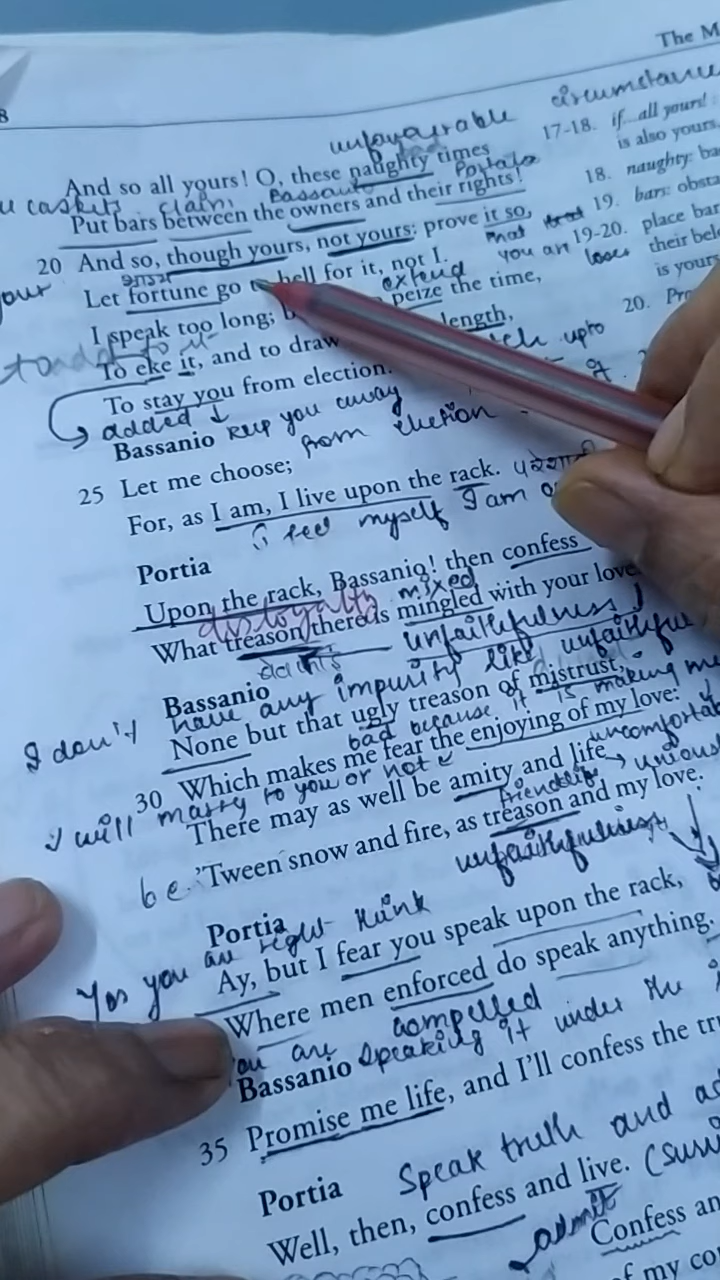 The M
8
unfavourable
circumstance
17-18. if...all yours!
is also yours.
And so all yours! O, these naughty times
18. naughty: ba
u caskets claim Bassanio Portia's
Put bars between the owners and their rights!
19. bars: obsta
20 And so, though yours, not yours; prove it so,
19-20. place bar
that you are
loses their bel
is yours
your
Let fortune go to hell for it, not I.
extend
20. Pro
I speak too long; b peize the time,
To eke it, and to draw length,
upto
To stay you from election.
added ↓ keep you away
from election
Bassanio
25 Let me choose;
For, as I am, I live upon the rack.
I feel myself I am
Portia
Upon the rack, Bassanio! then confess
disloyalty mixed
What treason there is mingled with your love.
unfaithfulness!
Bassanio
I don't have any impurity like unfaithful
None but that ugly treason of mistrust,
bad because it is making me
30 Which makes me fear the enjoying of my love:
I will marry to you or not uncomfortab
There may as well be amity and life
friendship
be 'Tween snow and fire, as treason and my love.
unfaithfulness
Portia
Yes you are right think
Ay, but I fear you speak upon the rack,
Where men enforced do speak anything.
you are compelled
Bassanio speaking it under the
35 Promise me life, and I'll confess the tru
Speak truth and
Portia
Well, then, confess and live.
admit
Confess an
f my co